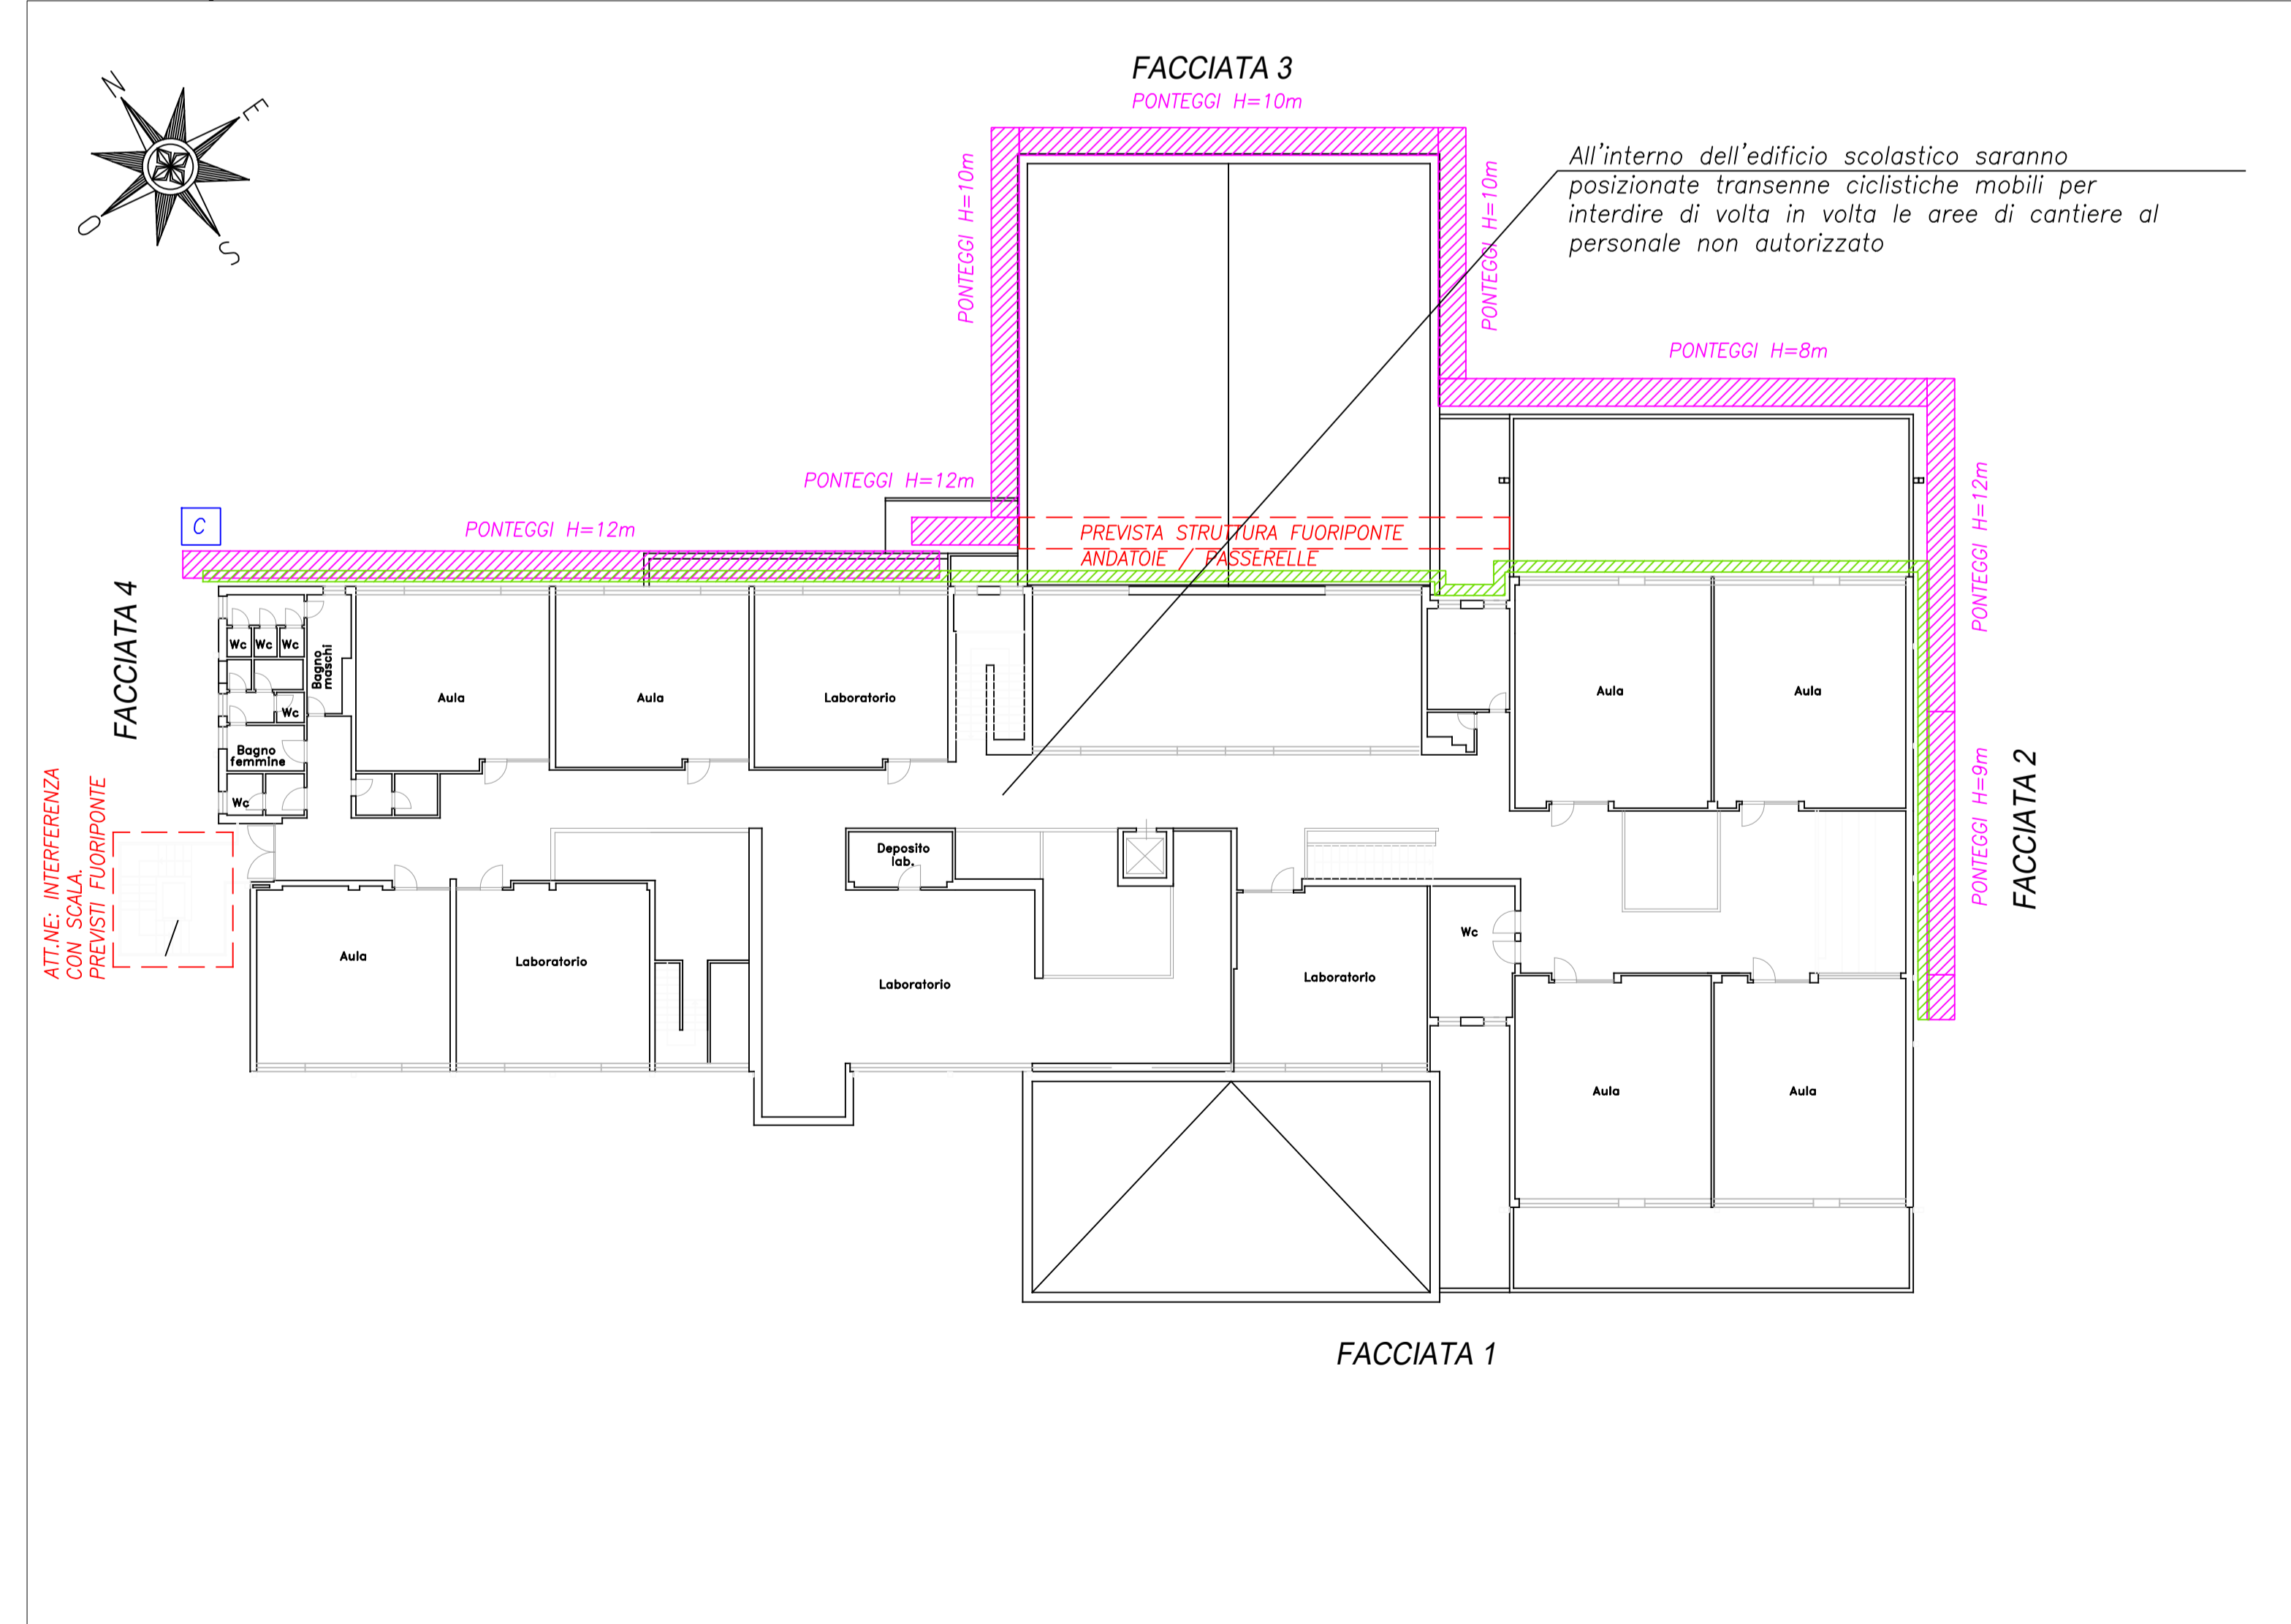 FACCIATA 3
PONTEGGI H=10m
N
E
O
S
PONTEGGI H=10m
PONTEGGI H=10m
All'interno dell'edificio scolastico saranno
posizionate transenne ciclistiche mobili per
interdire di volta in volta le aree di cantiere al
personale non autorizzato
PONTEGGI H=8m
PONTEGGI H=12m
C
PONTEGGI H=12m
PREVISTA STRUTTURA FUORIPONTE
ANDATOIE / PASSERELLE
PONTEGGI H=12m
FACCIATA 4
Wc
Wc
Wc
Bagno
maschi
Wc
Bagno
femmine
Wc
Aula
Aula
Laboratorio
Aula
Aula
PONTEGGI H=9m
FACCIATA 2
ATT.NE: INTERFERENZA
CON SCALA.
PREVISTI FUORIPONTE
Deposito
lab.
Aula
Laboratorio
Laboratorio
Laboratorio
Wc
Aula
Aula
FACCIATA 1